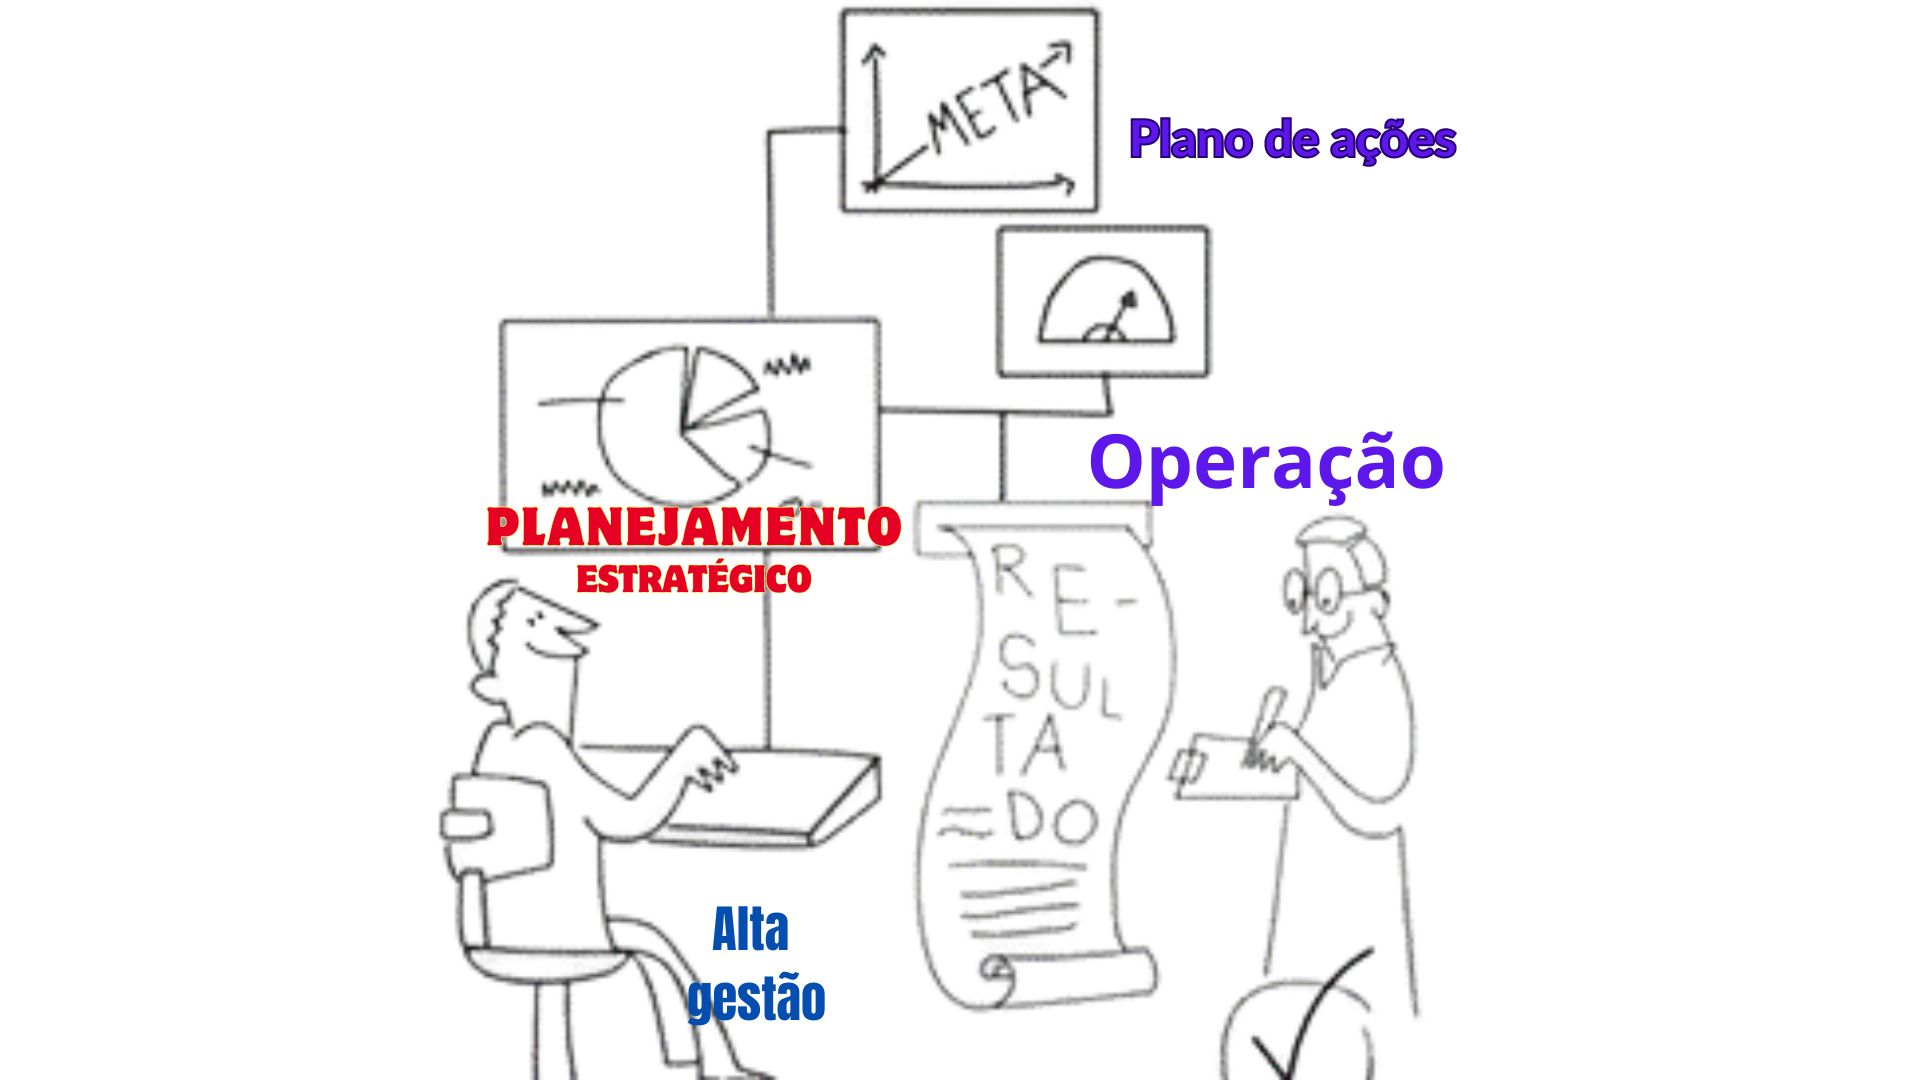 META
Plano de ações
Operação
PLANEJAMENTO
ESTRATÉGICO
RE-
SUL
TA
DO
Alta
gestão